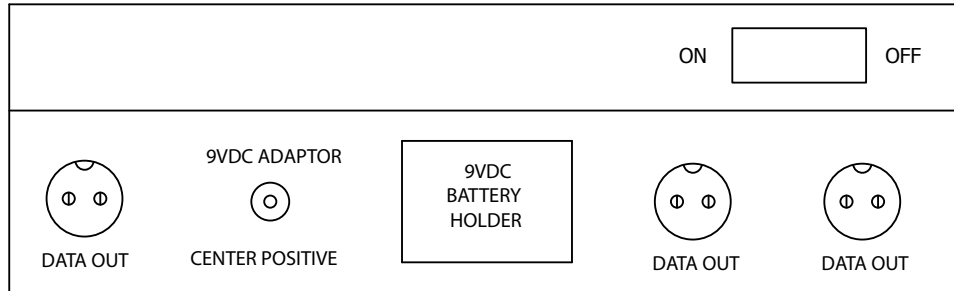 ON OFF
9VDC ADAPTOR
9VDC
BATTERY
HOLDER
DATA OUT
CENTER POSITIVE
DATA OUT
DATA OUT